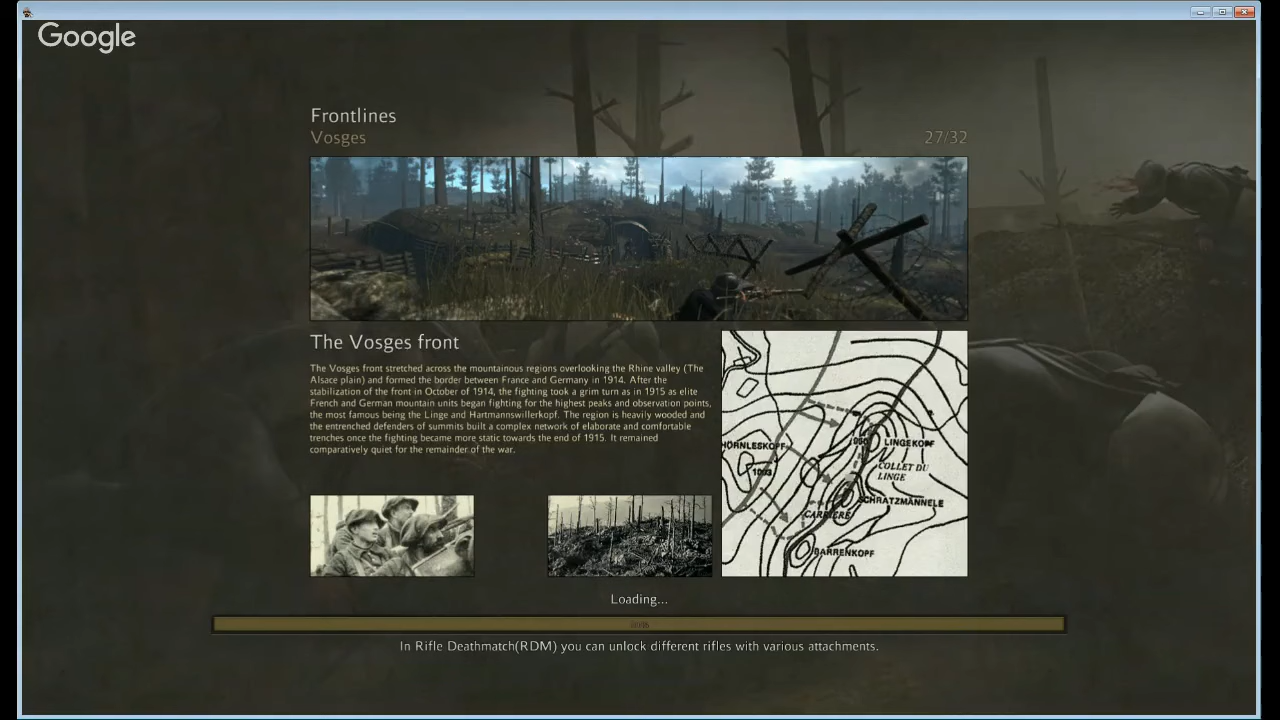 Google
Frontlines
Vosges
27/32
The Vosges front
The Vosges front stretched across the mountainous regions overlooking the Rhine valley (The
Alsace plain) and formed the border between France and Germany in 1914. After the
stabilization of the front in October of 1914, the fighting took a grim turn as in 1915 as elite
French and German mountain units began fighting for the highest peaks and observation points,
the most famous being the Linge and Hartmannswillerkopf. The region is heavily wooded and
the entrenched defenders of summits built a complex network of elaborate and comfortable
trenches once the fighting became more static towards the end of 1915. It remained
comparatively quiet for the remainder of the war.
HÖRNLESKOPF
LINGEKOPF
COLLET DU
LINGE
SCHRATZMÄNNELE
CARRIÈRE
BARRENKOPF
Loading...
In Rifle Deathmatch(RDM) you can unlock different rifles with various attachments.